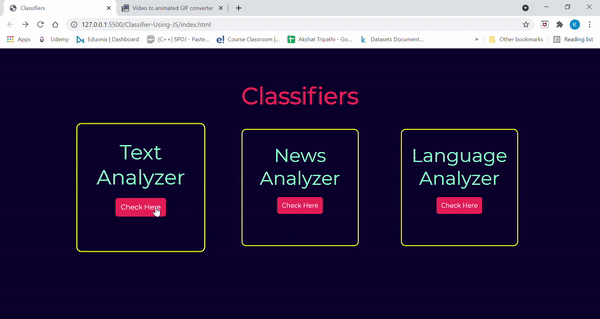 Classifiers
Video to animated GIF converter
127.0.0.1:5500/Classifier-Using-JS/index.html
K
Apps
Udemy
Eduonix | Dashboard
[C++] SPOJ - Paste...
Course Classroom |...
Akshat Tripathi - Go...
Datasets Document...
»
Other bookmarks
Reading list
Classifiers
Text
Analyzer
Check Here
News
Analyzer
Check Here
Language
Analyzer
Check Here